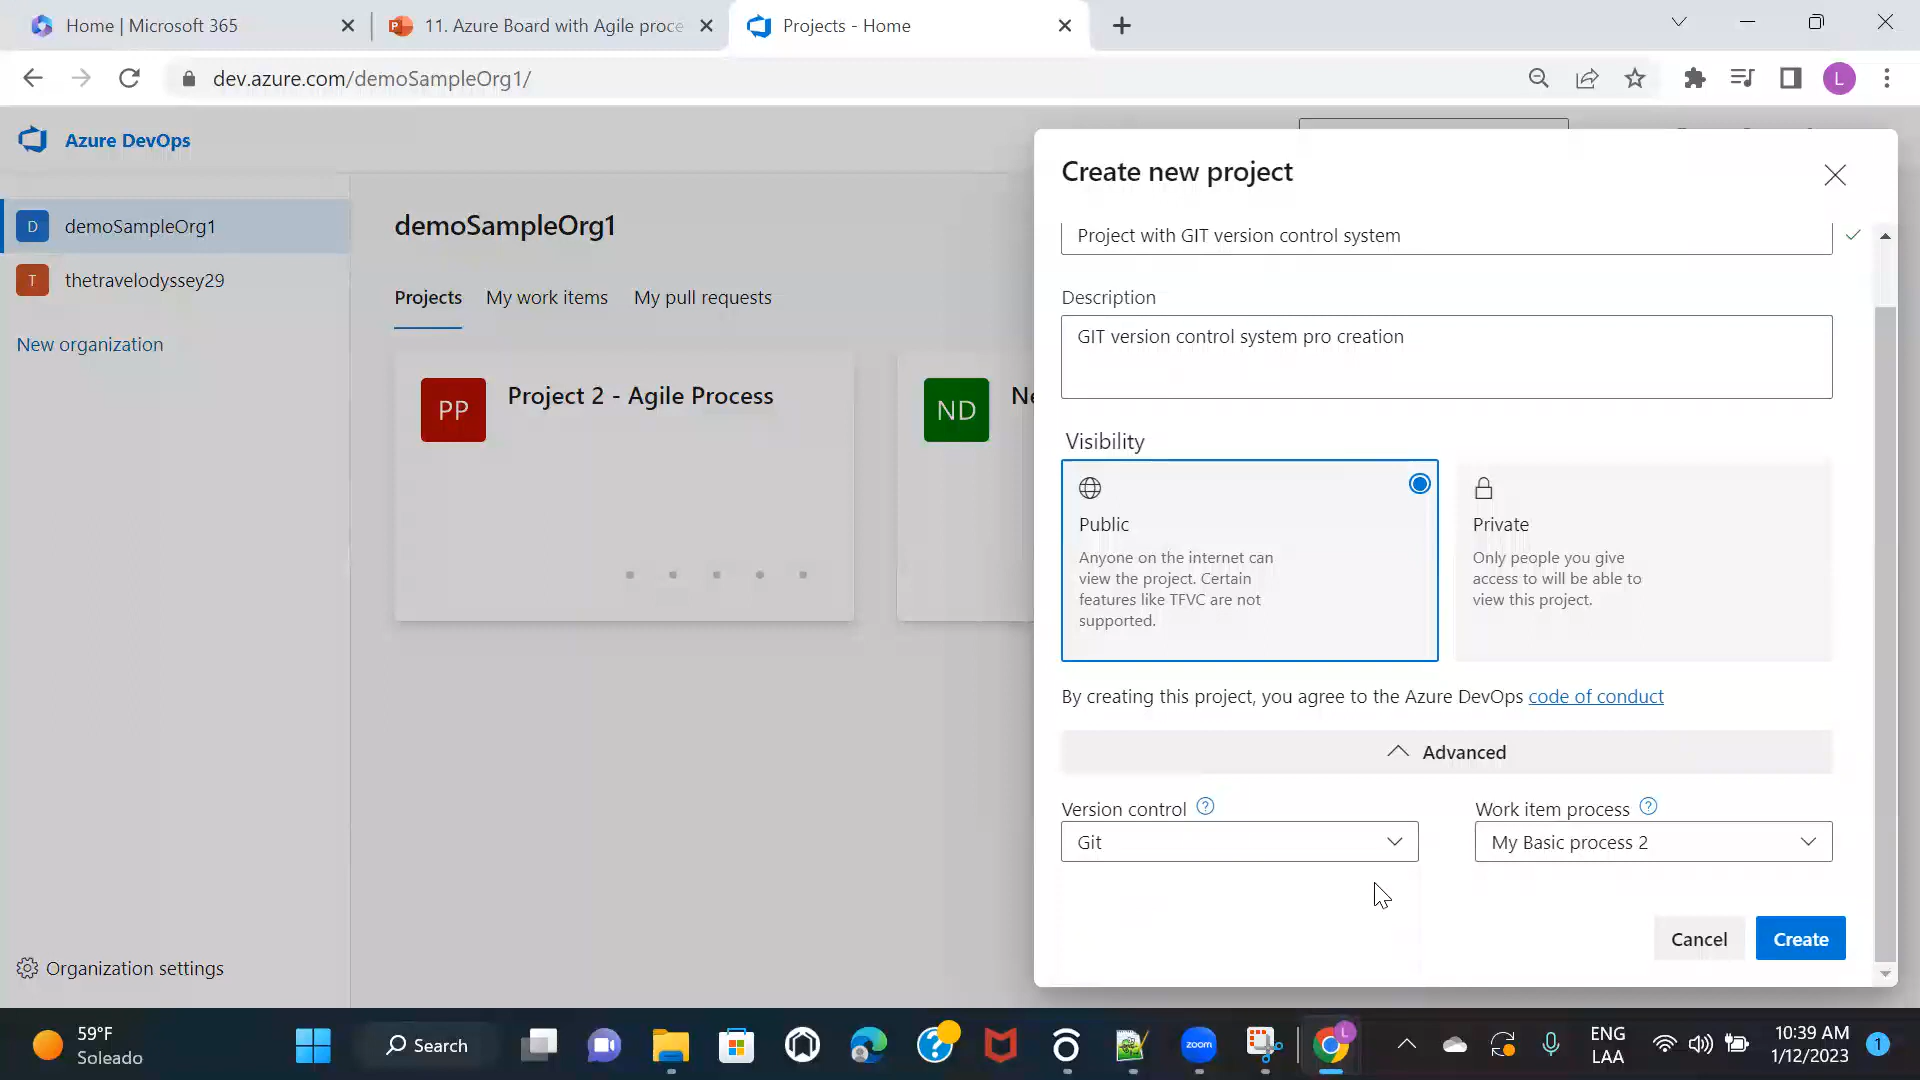 Home | Microsoft 365
11. Azure Board with Agile proce
Projects - Home
dev.azure.com/demoSampleOrg1/
L
Azure DevOps
D
demoSampleOrg1
T
thetravelodyssey29
New organization
Organization settings
demoSampleOrg1
Projects
My work items
My pull requests
PP
Project 2 - Agile Process
ND
Ne
Create new project
Project with GIT version control system
Description
GIT version control system pro creation
Visibility
Public
Anyone on the internet can
view the project. Certain
features like TFVC are not
supported.
Private
Only people you give
access to will be able to
view this project.
By creating this project, you agree to the Azure DevOps code of conduct
Advanced
Version control
Git
Work item process
My Basic process 2
Cancel
Create
59°F
Soleado
Search
zoom
L
ENG
LAA
10:39 AM
1/12/2023
1